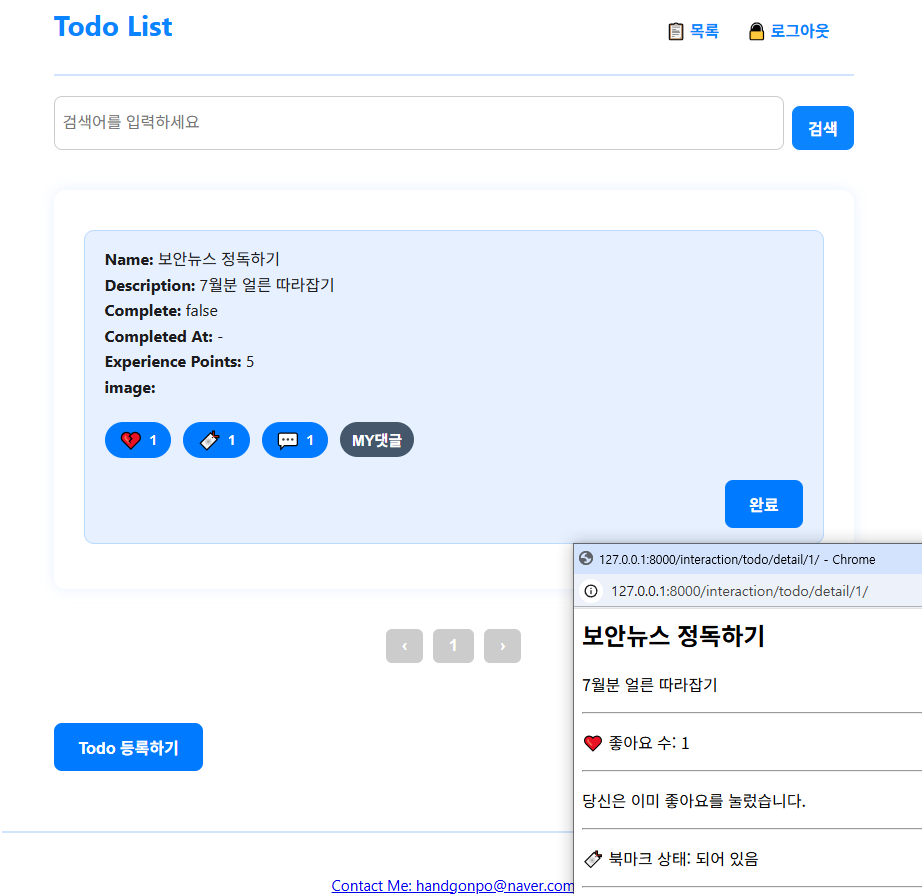 Todo List
📋 목록 🔒 로그아웃
검색어를 입력하세요 검색
Name: 보안뉴스 정독하기
Description: 7월분 얼른 따라잡기
Complete: false
Completed At: -
Experience Points: 5
image:
💔 1 🔖 1 💬 1 MY댓글
완료
‹ 1 ›
Todo 등록하기
Contact Me: handgonpo@naver.com
127.0.0.1:8000/interaction/todo/detail/1/ - Chrome
127.0.0.1:8000/interaction/todo/detail/1/
보안뉴스 정독하기
7월분 얼른 따라잡기
❤️ 좋아요 수: 1
당신은 이미 좋아요를 눌렀습니다.
🔖 북마크 상태: 되어 있음